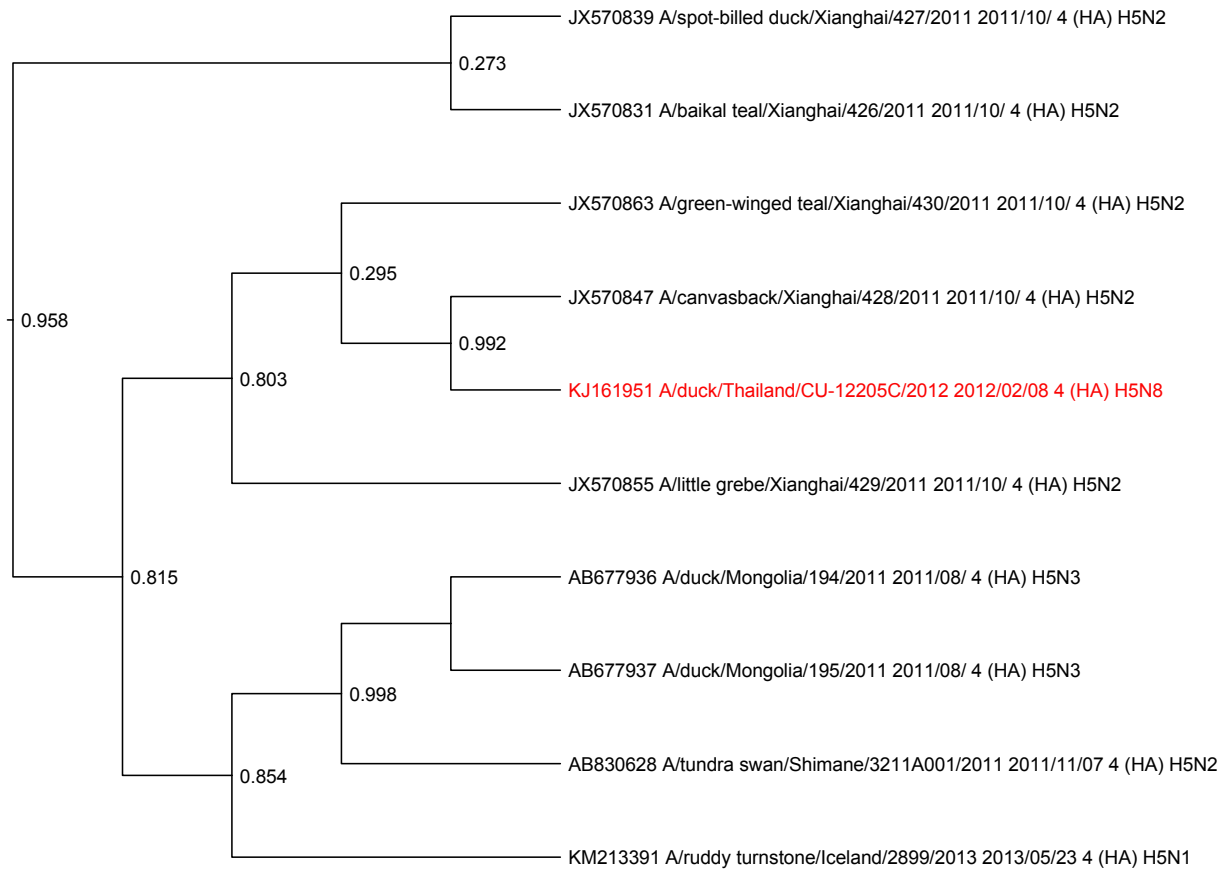 JX570839 A/spot-billed duck/Xianghai/427/2011 2011/10/ 4 (HA) H5N2
0.273
JX570831 A/baikal teal/Xianghai/426/2011 2011/10/ 4 (HA) H5N2
JX570863 A/green-winged teal/Xianghai/430/2011 2011/10/ 4 (HA) H5N2
0.295
JX570847 A/canvasback/Xianghai/428/2011 2011/10/ 4 (HA) H5N2
0.958
0.992
0.803
KJ161951 A/duck/Thailand/CU-12205C/2012 2012/02/08 4 (HA) H5N8
JX570855 A/little grebe/Xianghai/429/2011 2011/10/ 4 (HA) H5N2
0.815
AB677936 A/duck/Mongolia/194/2011 2011/08/ 4 (HA) H5N3
AB677937 A/duck/Mongolia/195/2011 2011/08/ 4 (HA) H5N3
0.998
AB830628 A/tundra swan/Shimane/3211A001/2011 2011/11/07 4 (HA) H5N2
0.854
KM213391 A/ruddy turnstone/Iceland/2899/2013 2013/05/23 4 (HA) H5N1